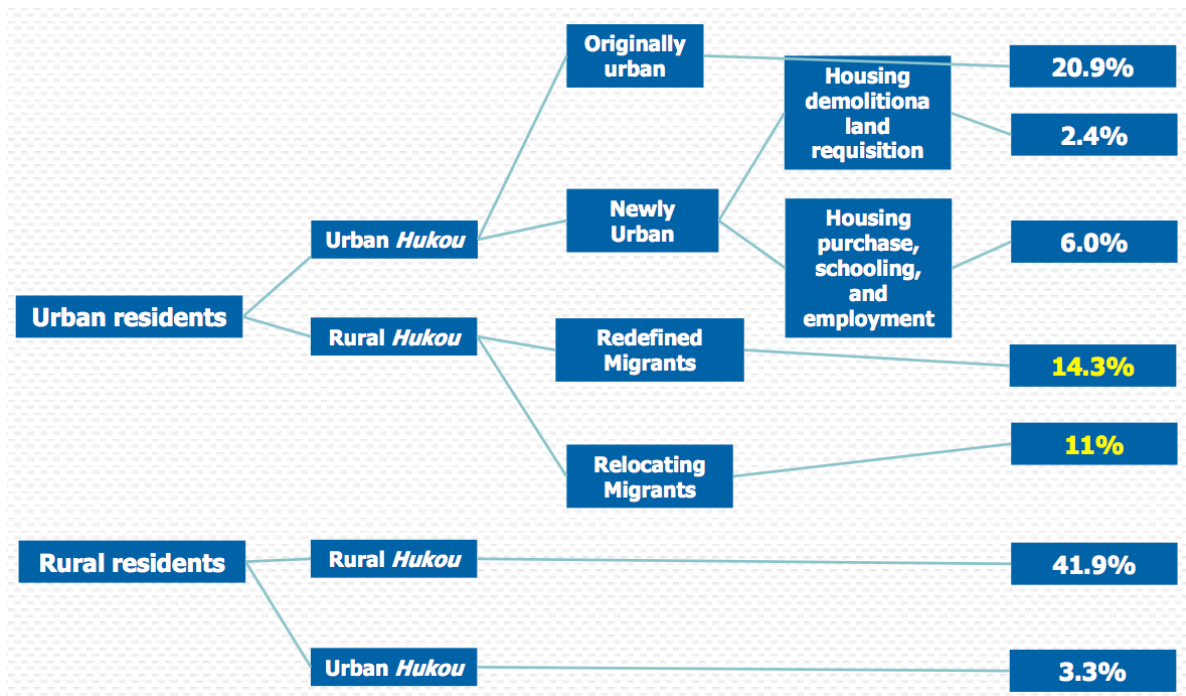 Originally
urban
20.9%
Housing
demolitiona
land
requisition
2.4%
Newly
Urban
Housing
purchase,
schooling,
and
employment
6.0%
Urban Hukou
Urban residents
Rural Hukou
Redefined
Migrants
14.3%
Relocating
Migrants
11%
Rural residents
Rural Hukou
41.9%
Urban Hukou
3.3%